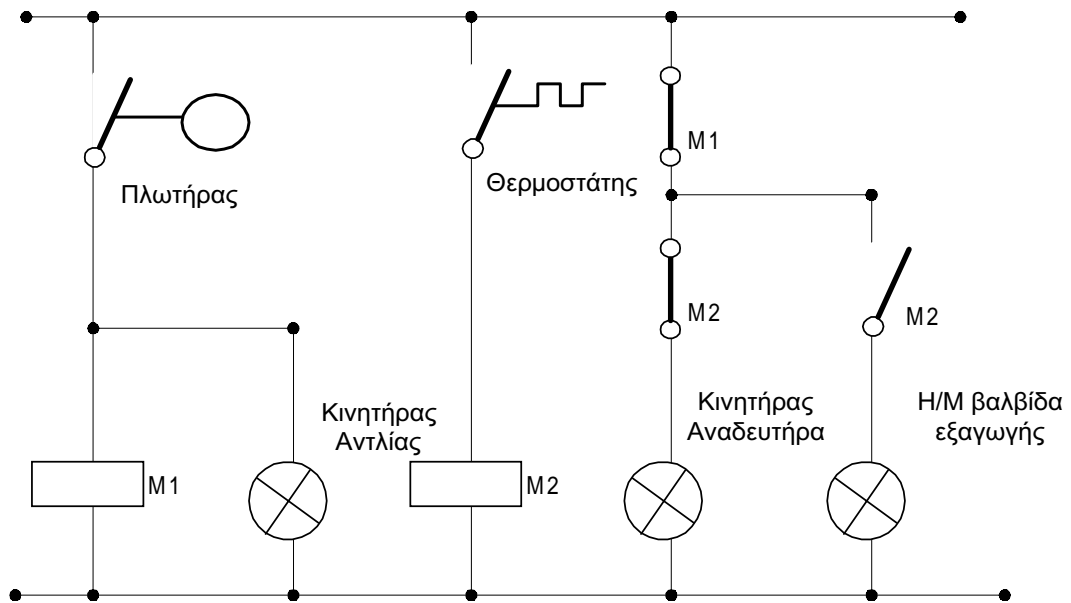 M1
Πλωτήρας
Θερμοστάτης
M2
M2
Κινητήρας
Αντλίας
Κινητήρας
Αναδευτήρα
Η/Μ βαλβίδα
εξαγωγής
M1
M2